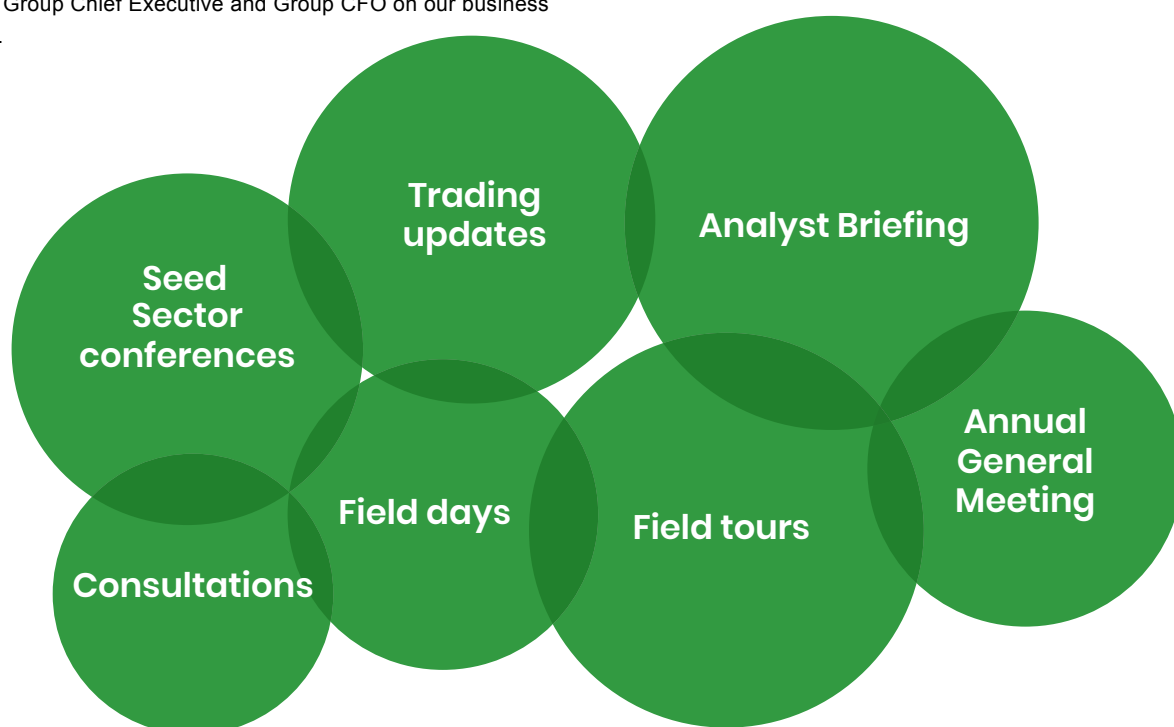 Group Chief Executive and Group CFO on our business
.
Trading
updates
Analyst Briefing
Seed
Sector
conferences
Annual
General
Meeting
Field days
Field tours
Consultations